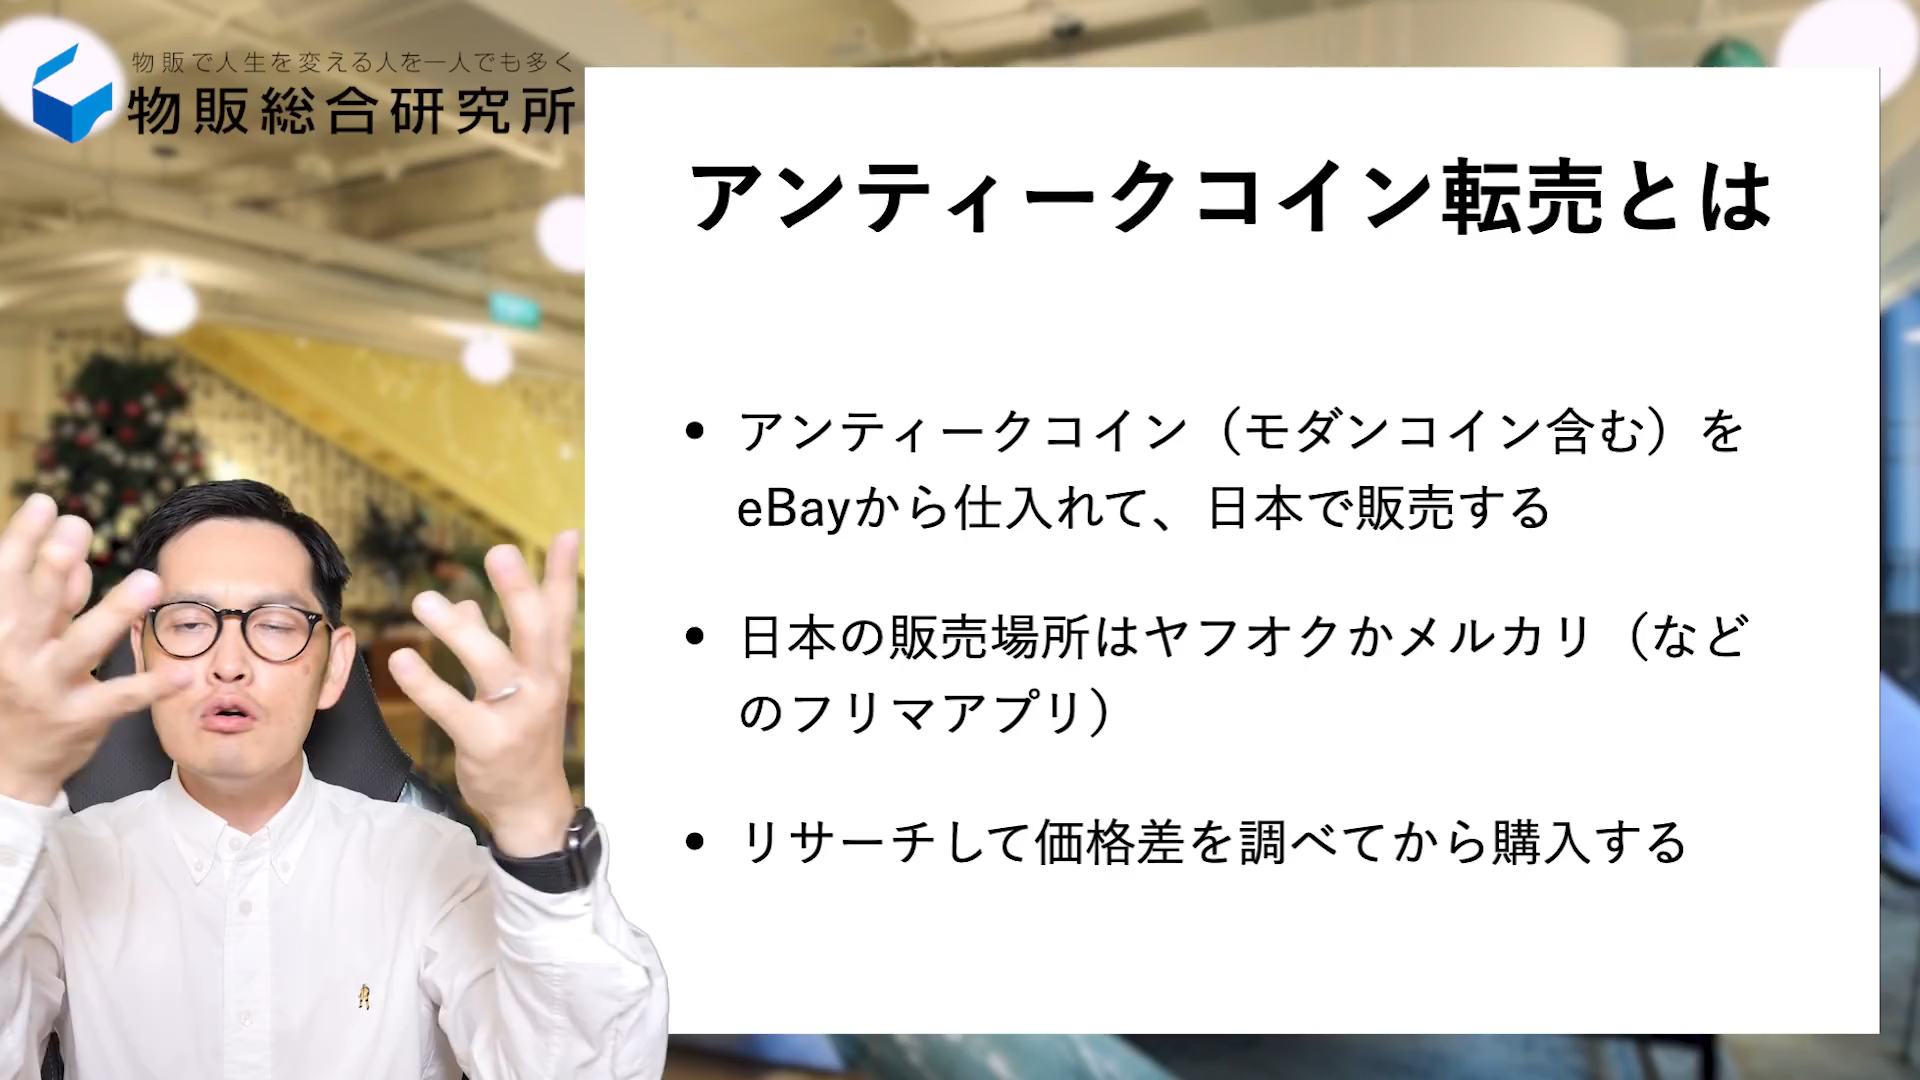 物販で人生を変える人を一人でも多く
物販総合研究所
アンティークコイン転売とは
• アンティークコイン（モダンコイン含む）を
eBayから仕入れて、日本で販売する
• 日本の販売場所はヤフオクかメルカリ（など
のフリマアプリ）
• リサーチして価格差を調べてから購入する